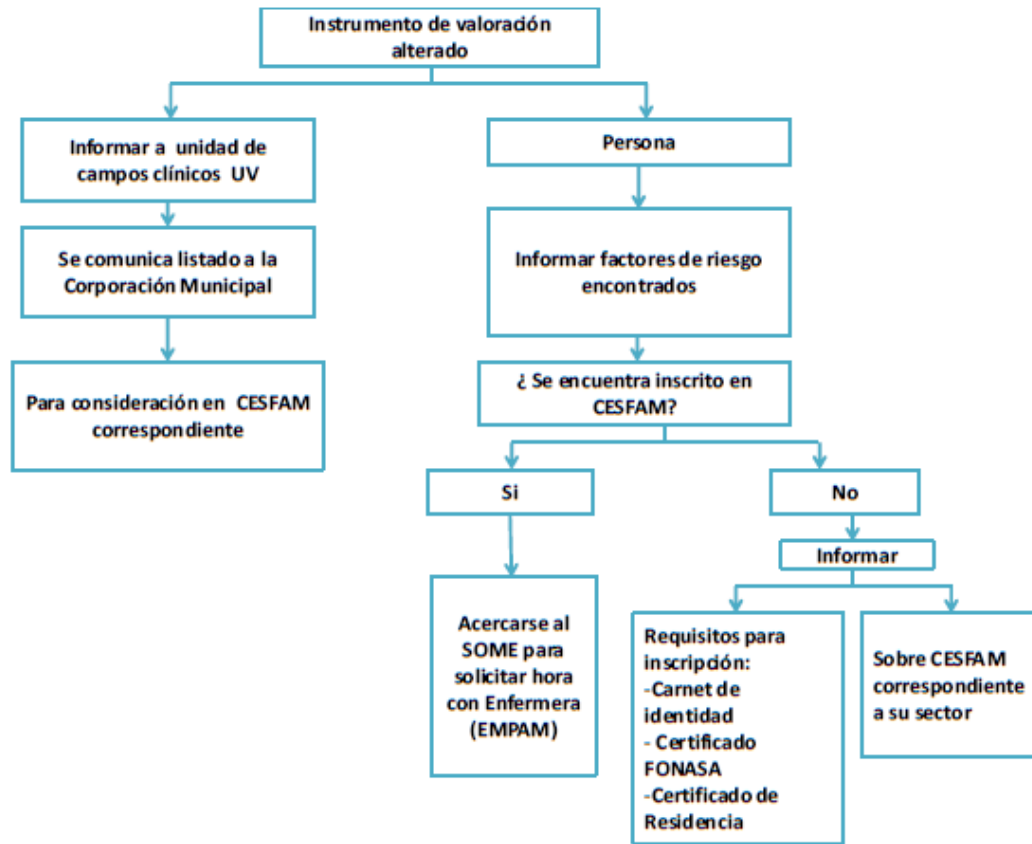 Instrumento de valoración
alterado
Informar a unidad de
campos clínicos UV
Se comunica listado a la
Corporación Municipal
Para consideración en CESFAM
correspondiente
Persona
Informar factores de riesgo
encontrados
¿ Se encuentra inscrito en
CESFAM?
Si
Acercarse al
SOME para
solicitar hora
con Enfermera
(EMPAM)
No
Informar
Requisitos para
inscripción:
-Carnet de
identidad
- Certificado
FONASA
-Certificado de
Residencia
Sobre CESFAM
correspondiente
a su sector